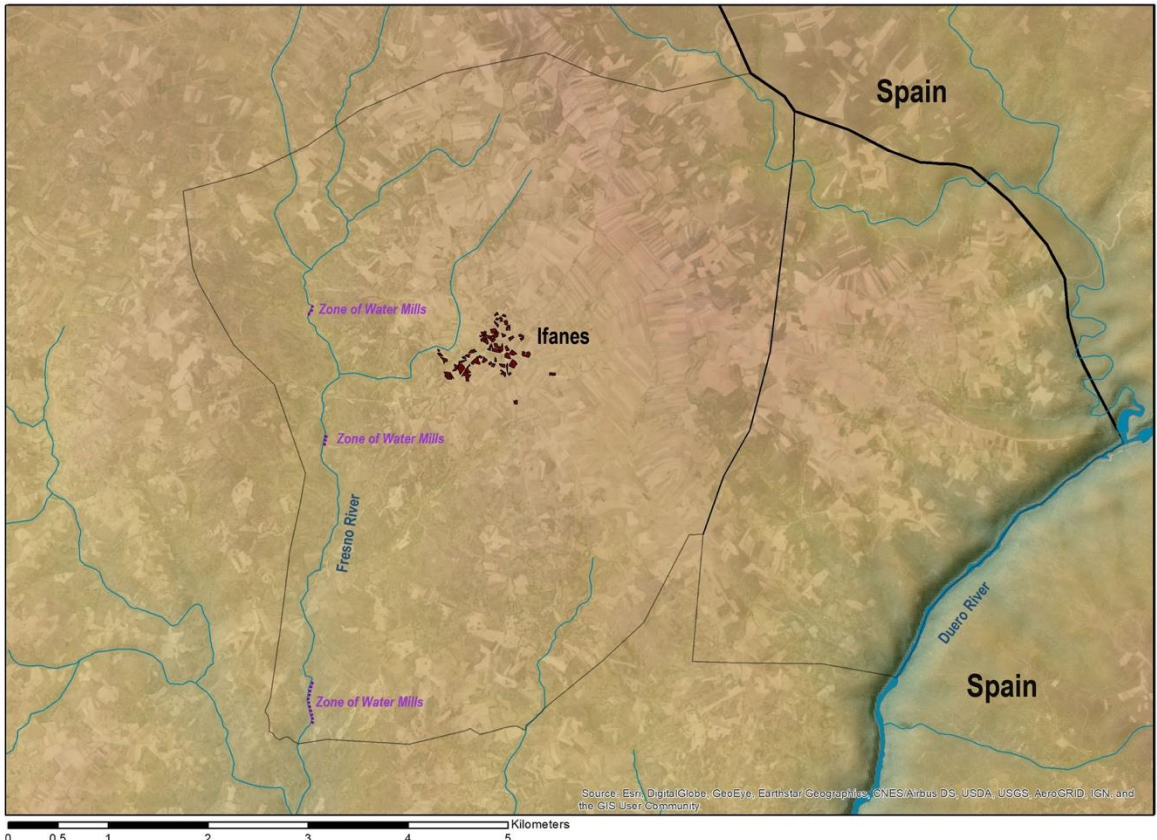 Spain
Zone of Water Mills
Ifanes
Zone of Water Mills
Fresno River
Duero River
Spain
Zone of Water Mills
Source: Esri, DigitalGlobe, GeoEye, Earthstar Geographics, CNES/Airbus DS, USDA, USGS, AeroGRID, IGN, and
the GIS User Community
Kilometers
0 0.5 1 2 3 4 5